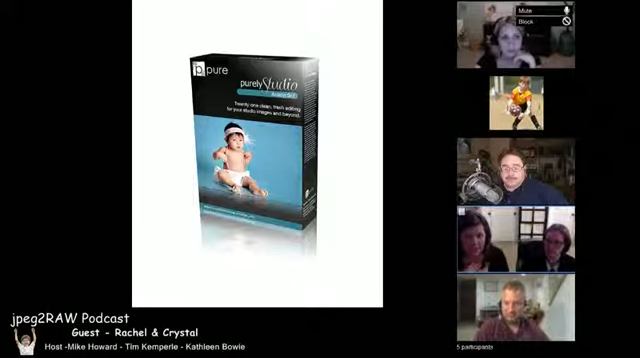 Mute
Block
p. pure
purelyStudio
Twenty one clean, fresh editing
for your studio images and beyond.
jpeg2RAW Podcast
Guest - Rachel & Crystal
Host -Mike Howard - Tim Kemperle - Kathleen Bowie
5 participants